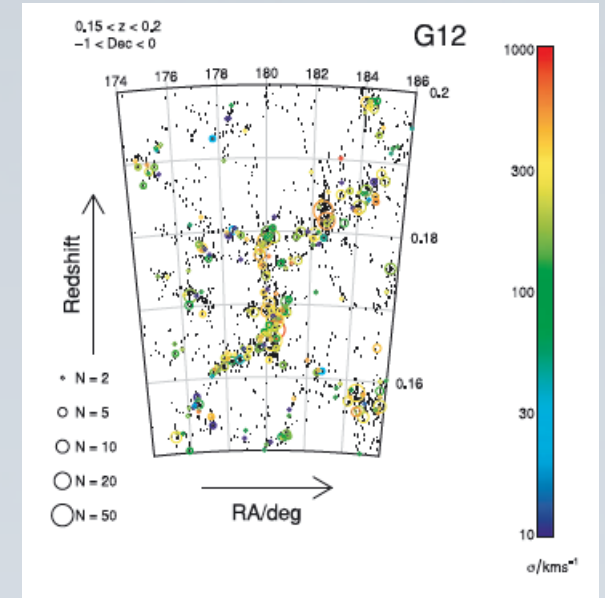 0.15 < z < 0.2
−1 < Dec < 0
G12
174 176 178 180 182 184 186
0.2
0.18
0.16
Redshift
N = 2
N = 5
N = 10
N = 20
N = 50
RA/deg
1000
300
100
30
10
σ/kms⁻¹